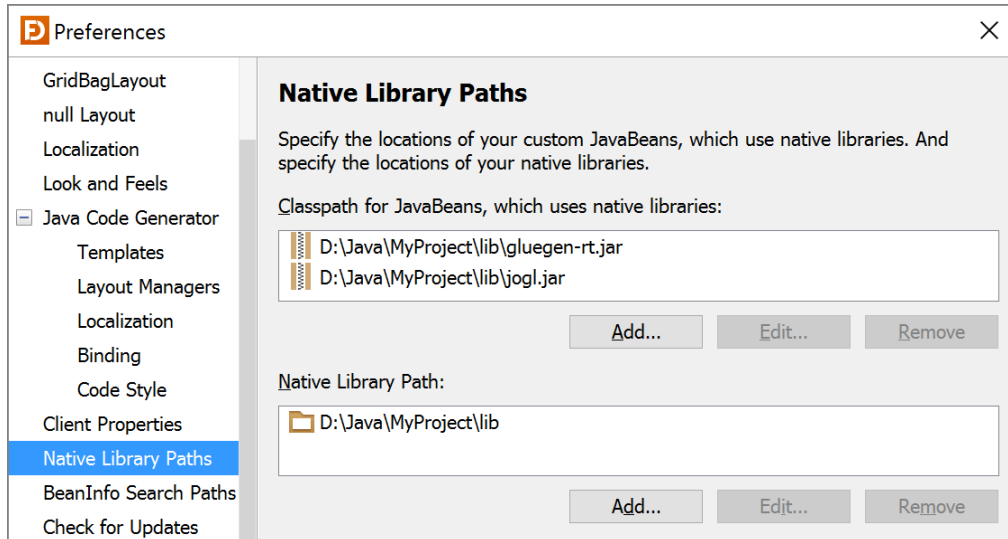 Preferences
GridBagLayout
null Layout
Localization
Look and Feels
Java Code Generator
Templates
Layout Managers
Localization
Binding
Code Style
Client Properties
Native Library Paths
BeanInfo Search Paths
Check for Updates
Native Library Paths
Specify the locations of your custom JavaBeans, which use native libraries. And
specify the locations of your native libraries.
Classpath for JavaBeans, which uses native libraries:
D:\Java\MyProject\lib\gluegen-rt.jar
D:\Java\MyProject\lib\jogl.jar
Add... Edit... Remove
Native Library Path:
D:\Java\MyProject\lib
Add... Edit... Remove